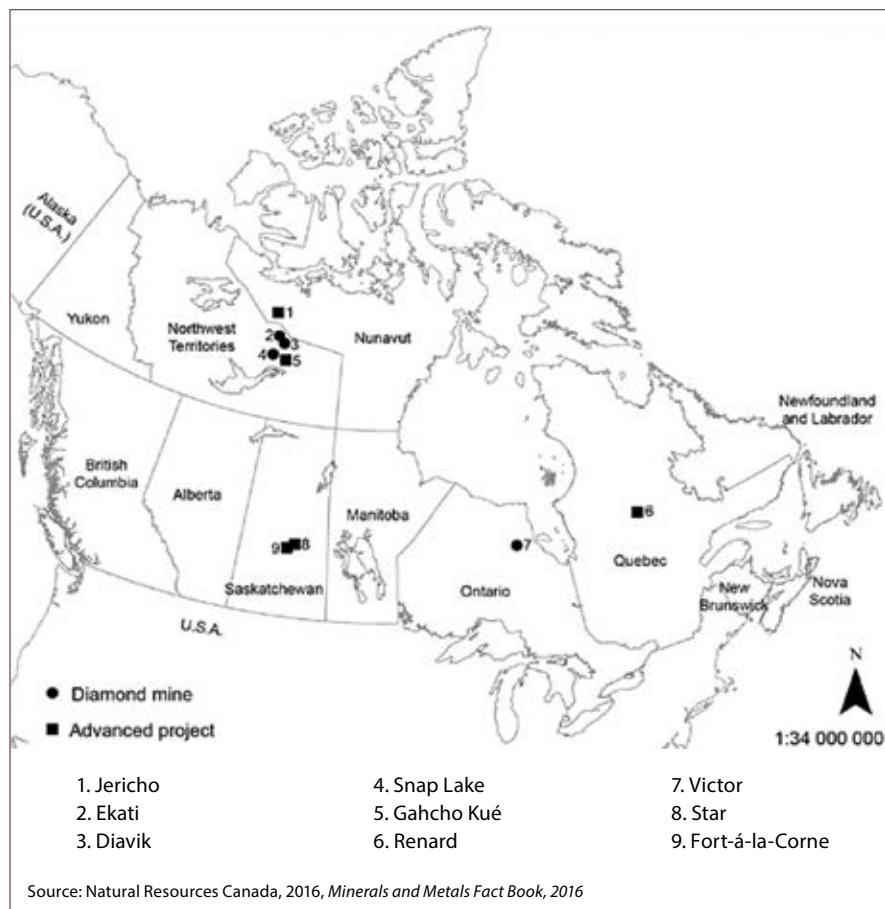 Alaska
(U.S.A.)
Yukon
Northwest
Territories
Nunavut
1
2
3
4
5
Newfoundland
and Labrador
British
Columbia
Alberta
Manitoba
6
9
8
7
Saskatchewan
Ontario
Quebec
New
Brunswick
Nova
Scotia
U.S.A.
N
Diamond mine
Advanced project
1:34 000 000
1. Jericho
2. Ekati
3. Diavik
4. Snap Lake
5. Gahcho Kué
6. Renard
7. Victor
8. Star
9. Fort-á-la-Corne
Source: Natural Resources Canada, 2016, Minerals and Metals Fact Book, 2016